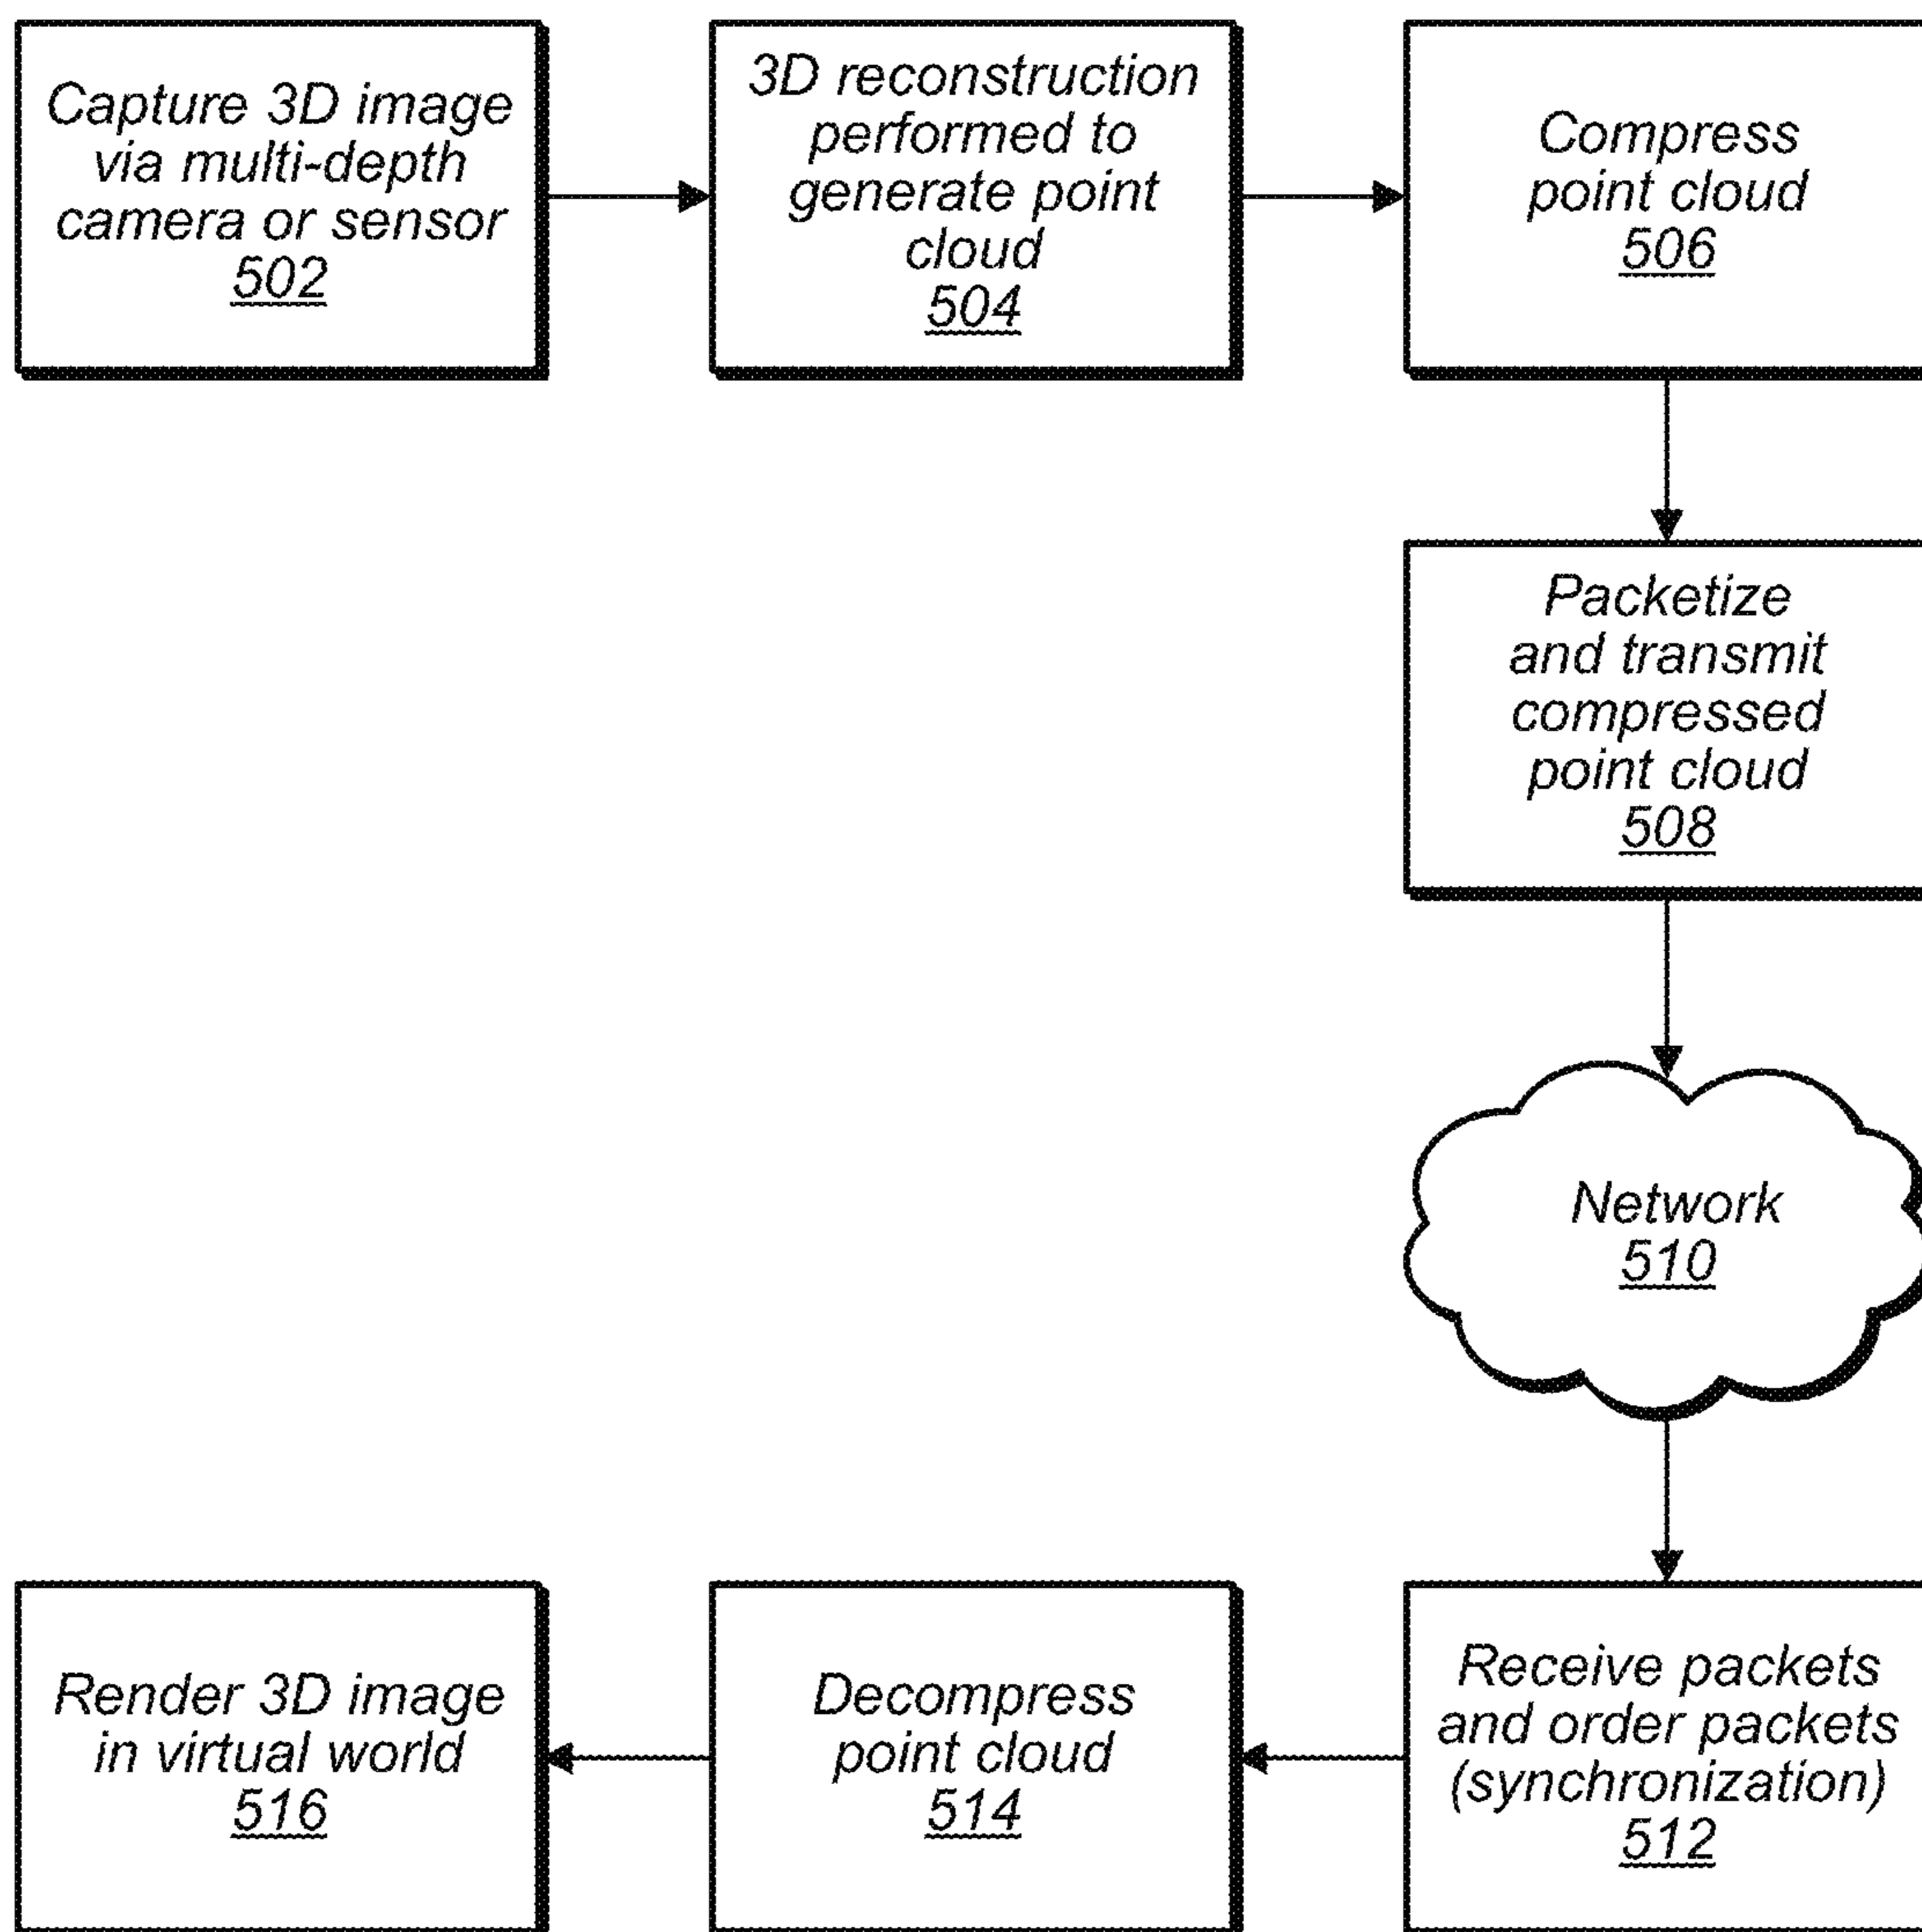 Capture 3D image
via multi-depth
camera or sensor
502
3D reconstruction
performed to
generate point
cloud
504
Compress
point cloud
506
Packetize
and transmit
compressed
point cloud
508
Network
510
Receive packets
and order packets
(synchronization)
512
Decompress
point cloud
514
Render 3D image
in virtual world
516